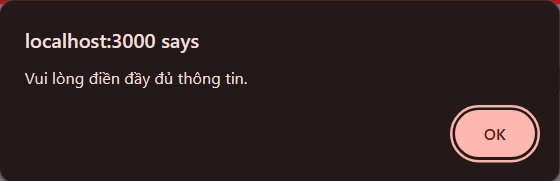 localhost:3000 says
Vui lòng điền đầy đủ thông tin.
OK